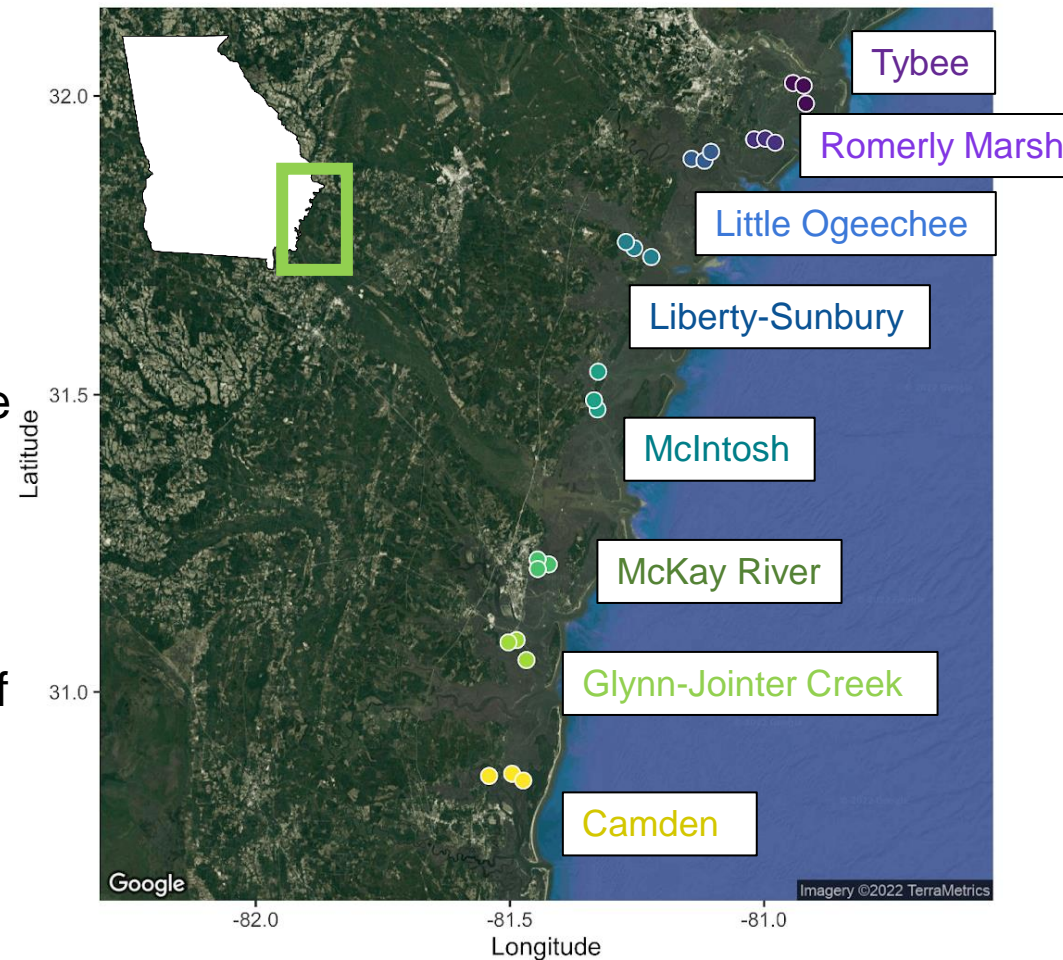 Tybee
32.0
Romerly Marsh
Little Ogeechee
Liberty-Sunbury
e
31.5
Latitude
McIntosh
McKay River
f
31.0
Glynn-Jointer Creek
Camden
Google
Imagery ©2022 TerraMetrics
-82.0
-81.5
-81.0
Longitude